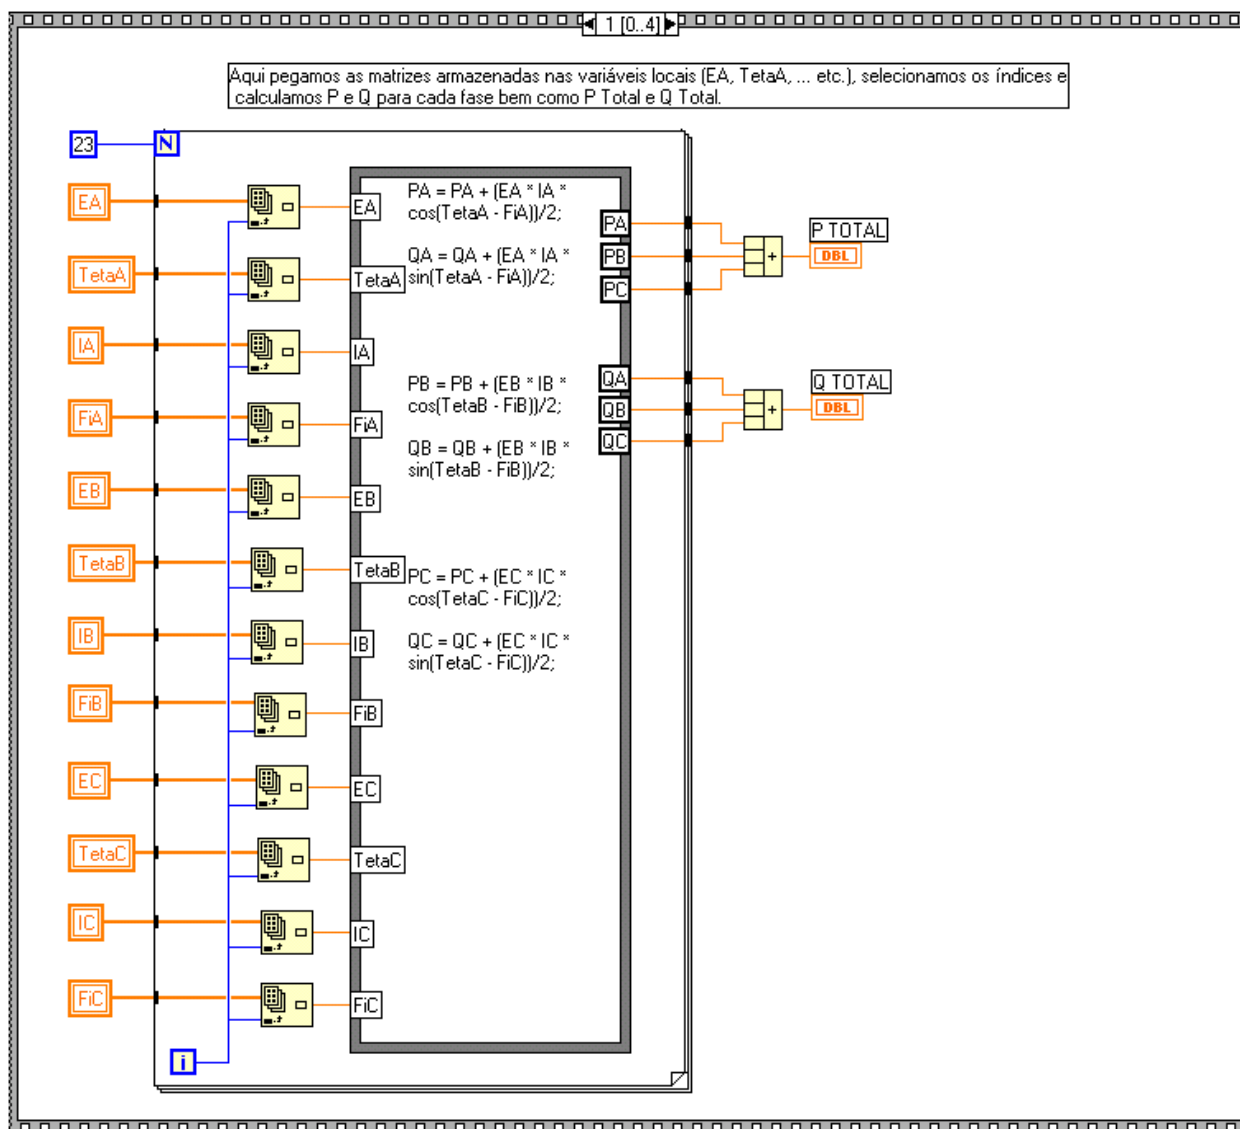 1 [0..4]
Aqui pegamos as matrizes armazenadas nas variáveis locais (EA, TetaA, ... etc.), selecionamos os índices e
calculamos P e Q para cada fase bem como P Total e Q Total.
23
N
EA
EA
PA = PA + (EA * IA *
cos(TetaA - FiA))/2;
PA
P TOTAL
DBL
QA = QA + (EA * IA *
sin(TetaA - FiA))/2;
PB
+
TetaA
TetaA
PC
IA
IA
PB = PB + (EB * IB *
cos(TetaB - FiB))/2;
QA
Q TOTAL
DBL
FiA
FiA
QB
+
QB = QB + (EB * IB *
sin(TetaB - FiB))/2;
QC
EB
EB
TetaB
TetaB
PC = PC + (EC * IC *
cos(TetaC - FiC))/2;
IB
IB
QC = QC + (EC * IC *
sin(TetaC - FiC))/2;
FiB
FiB
EC
EC
TetaC
TetaC
IC
IC
FiC
FiC
i